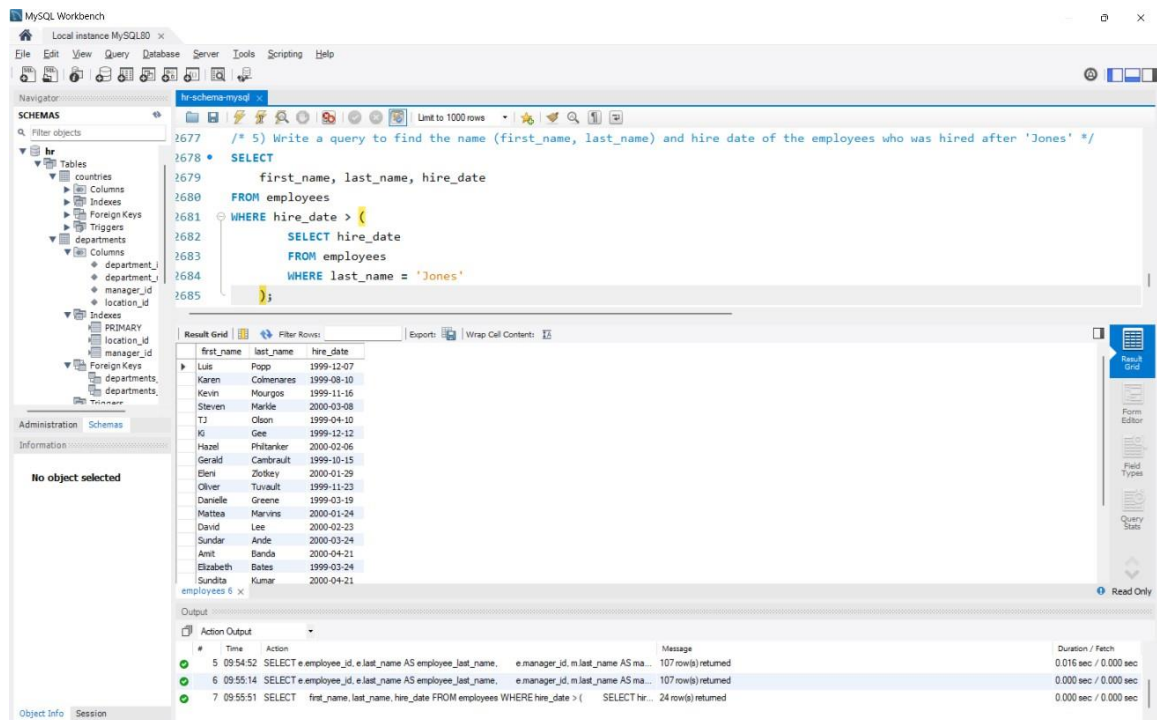 MySQL Workbench
Local instance MySQL80 ×
File Edit View Query Database Server Tools Scripting Help
Navigator
SCHEMAS
Filter objects
hr
Tables
countries
Columns
Indexes
Foreign Keys
Triggers
departments
Columns
department_i
manager_id
location_id
Indexes
PRIMARY
location_id
manager_id
Foreign Keys
departments_
departments_
Triggers
Administration Schemas
Information
No object selected
Object Info Session
hr-schema-mysql ×
Limit to 1000 rows
2677 /* 5) Write a query to find the name (first_name, last_name) and hire date of the employees who was hired after 'Jones' */
2678 SELECT
2679 first_name, last_name, hire_date
2680 FROM employees
2681 WHERE hire_date > (
2682 SELECT hire_date
2683 FROM employees
2684 WHERE last_name = 'Jones'
2685 );
Result Grid Filter Rows: Export: Wrap Cell Content:
first_name last_name hire_date
Luis Popp 1999-12-07
Karen Colmenares 1999-08-10
Kevin Mourgos 1999-11-16
Steven Markle 2000-03-08
TJ Olson 1999-04-10
Ki Gee 1999-12-12
Hazel Philtanker 2000-02-06
Gerald Cambrault 1999-10-15
Eleni Zlotkey 2000-01-29
Oliver Tuvault 1999-11-23
Danielle Greene 1999-03-19
Mattea Marvins 2000-01-24
David Lee 2000-02-23
Sundar Ande 2000-03-24
Amit Banda 2000-04-21
Elizabeth Bates 1999-03-24
Sundita Kumar 2000-04-21
employees 6 ×
Result
Grid
Form
Editor
Field
Types
Query
Stats
Read Only
Output
Action Output
# Time Action Message Duration / Fetch
5 09:54:52 SELECT e.employee_id, e.last_name AS employee_last_name, e.manager_id, m.last_name AS ma... 107 row(s) returned 0.016 sec / 0.000 sec
6 09:55:14 SELECT e.employee_id, e.last_name AS employee_last_name, e.manager_id, m.last_name AS ma... 107 row(s) returned 0.000 sec / 0.000 sec
7 09:55:51 SELECT first_name, last_name, hire_date FROM employees WHERE hire_date > ( SELECT hir... 24 row(s) returned 0.000 sec / 0.000 sec